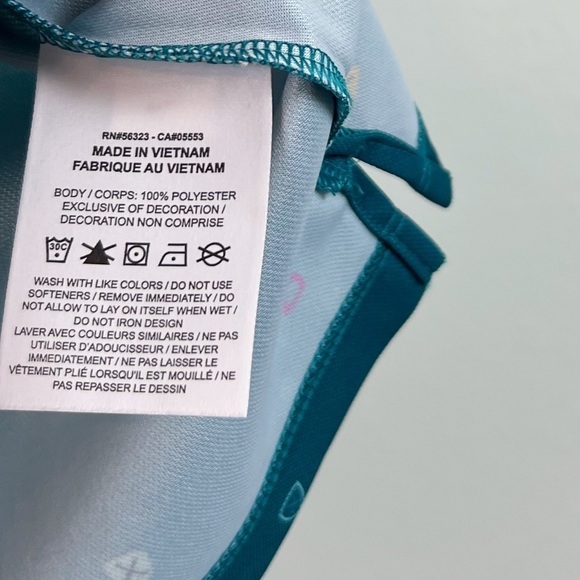 RN#56323 - CA#05553
MADE IN VIETNAM
FABRIQUE AU VIETNAM
BODY / CORPS: 100% POLYESTER
EXCLUSIVE OF DECORATION /
DECORATION NON COMPRISE
30C
WASH WITH LIKE COLORS / DO NOT USE
SOFTENERS / REMOVE IMMEDIATELY / DO
NOT ALLOW TO LAY ON ITSELF WHEN WET /
DO NOT IRON DESIGN
LAVER AVEC COULEURS SIMILAIRES / NE PAS
UTILISER D'ADOUCISSEUR / ENLEVER
IMMEDIATEMENT / NE PAS LAISSER LE
VÊTEMENT PLIÉ LORSQU'IL EST MOUILLÉ / NE
PAS REPASSER LE DESSIN